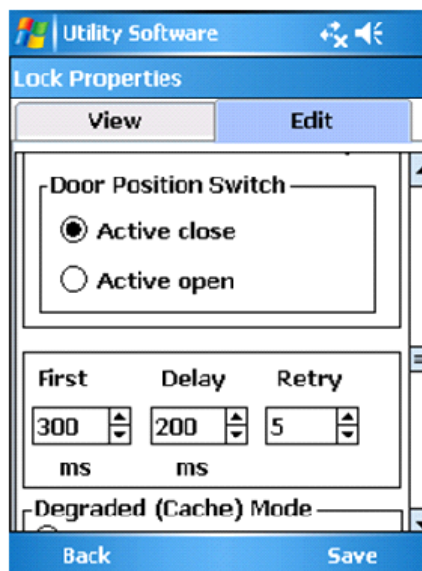 Utility Software
Lock Properties
View Edit
Door Position Switch
Active close
Active open
First Delay Retry
300 200 5
ms ms
Degraded (Cache) Mode
Back Save